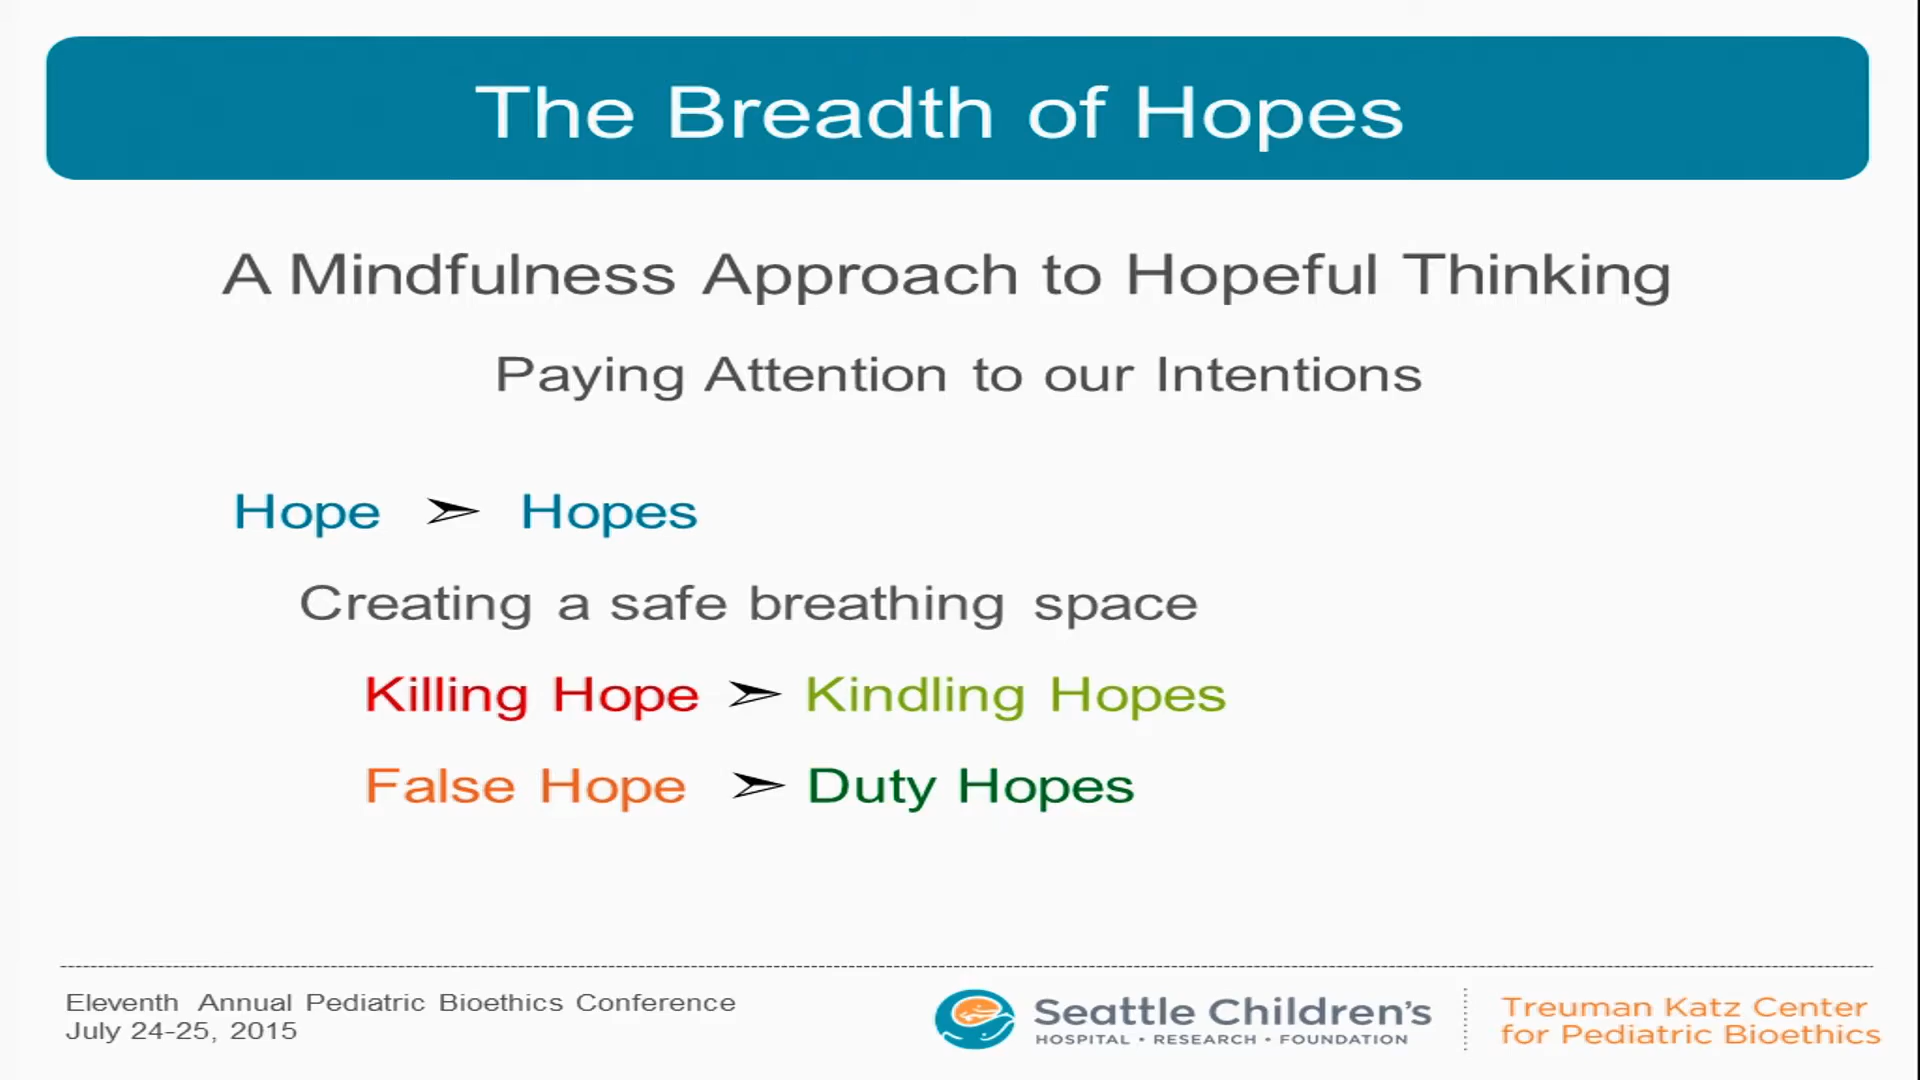 The Breadth of Hopes
A Mindfulness Approach to Hopeful Thinking
Paying Attention to our Intentions
Hope ➢ Hopes
Creating a safe breathing space
Killing Hope ➢ Kindling Hopes
False Hope ➢ Duty Hopes
Eleventh Annual Pediatric Bioethics Conference
July 24-25, 2015
Seattle Children's
HOSPITAL • RESEARCH • FOUNDATION
Treuman Katz Center
for Pediatric Bioethics